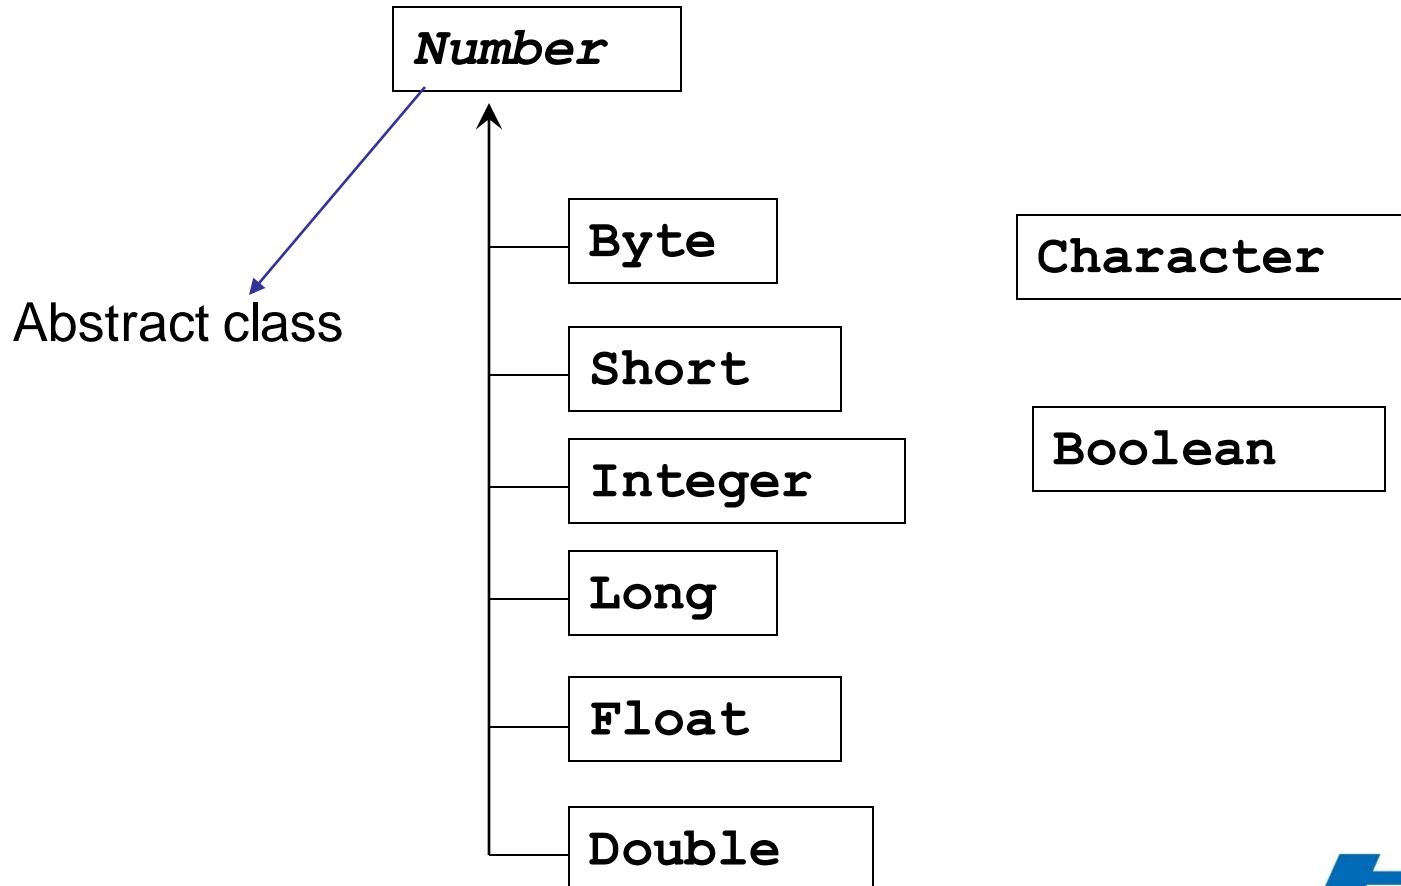 Number
Byte
Character
Abstract class
Short
Boolean
Integer
Long
Float
Double